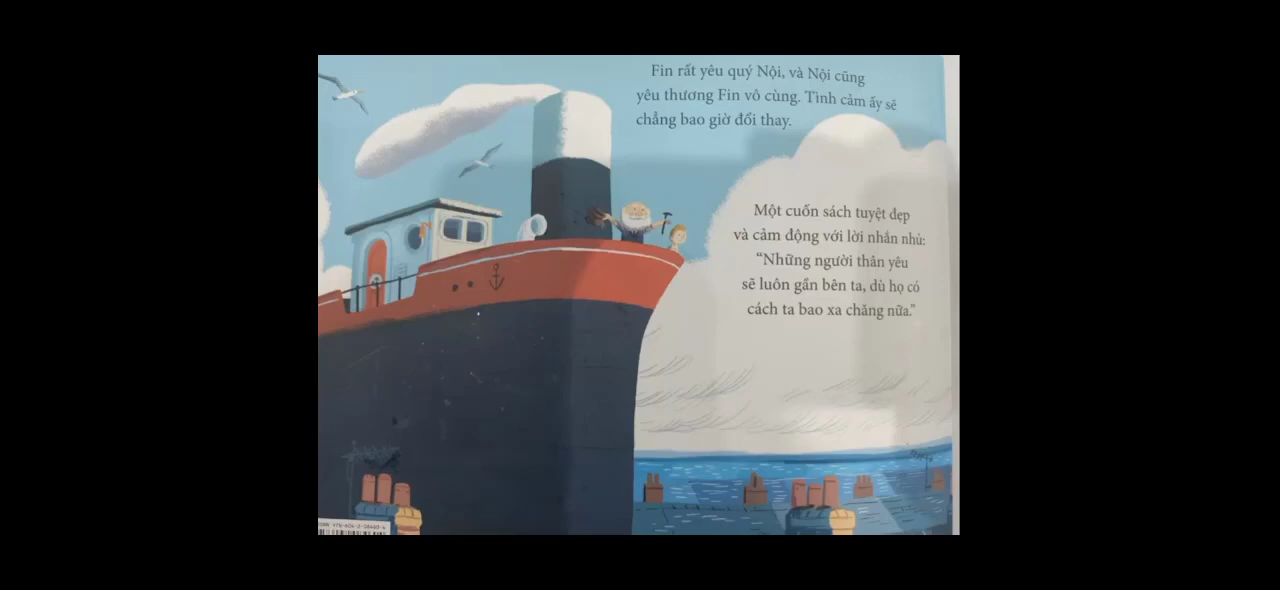 Fin rất yêu quý Nội, và Nội cũng
yêu thương Fin vô cùng. Tình cảm ấy sẽ
chẳng bao giờ đổi thay.
Một cuốn sách tuyệt đẹp
và cảm động với lời nhắn nhủ:
“Những người thân yêu
sẽ luôn gần bên ta, dù họ có
cách ta bao xa chăng nữa.”